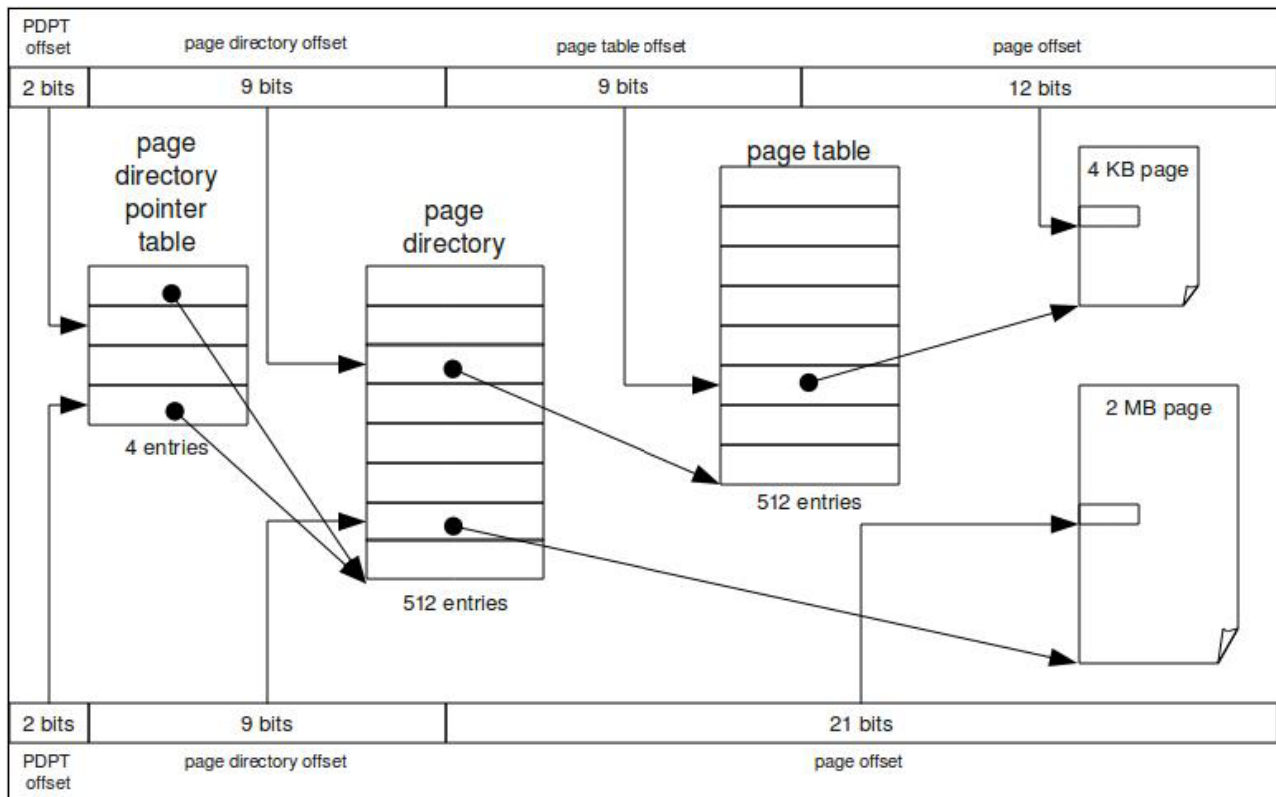 PDPT
offset
page directory offset
page table offset
page offset
2 bits
9 bits
9 bits
12 bits
page
directory
pointer
table
page
directory
page table
4 KB page
2 MB page
4 entries
512 entries
512 entries
2 bits
9 bits
21 bits
PDPT
offset
page directory offset
page offset